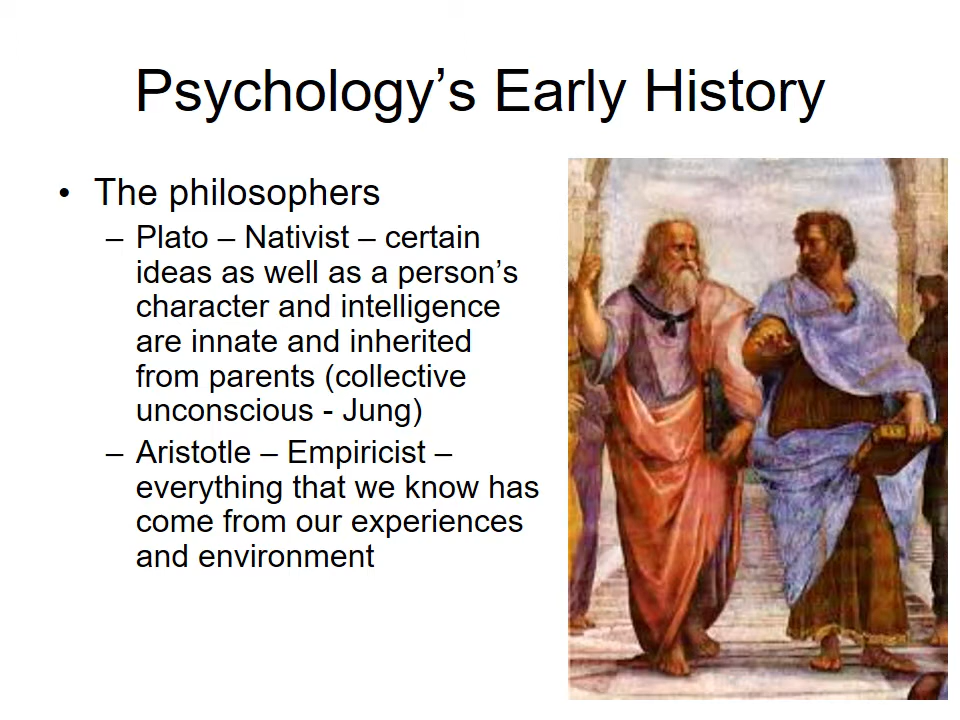 Psychology’s Early History
• The philosophers
– Plato – Nativist – certain
ideas as well as a person’s
character and intelligence
are innate and inherited
from parents (collective
unconscious - Jung)
– Aristotle – Empiricist –
everything that we know has
come from our experiences
and environment